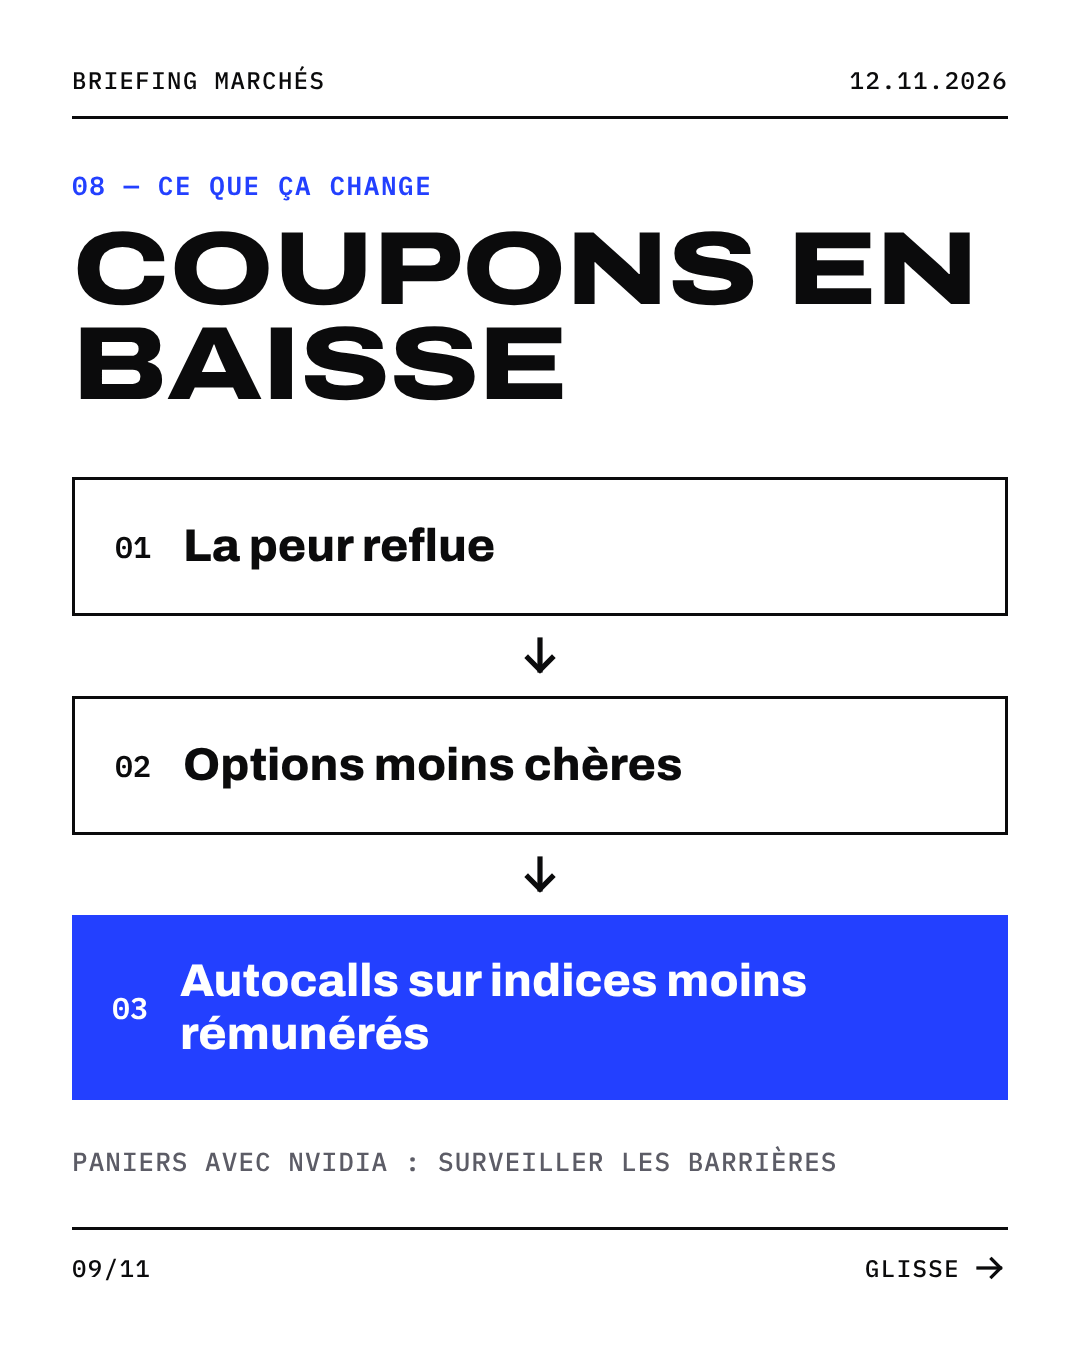 BRIEFING MARCHÉS
12.11.2026
08 — CE QUE ÇA CHANGE
COUPONS EN
BAISSE
01 La peur reflue
↓
02 Options moins chères
↓
03 Autocalls sur indices moins
rémunérés
PANIERS AVEC NVIDIA : SURVEILLER LES BARRIÈRES
09/11
GLISSE →